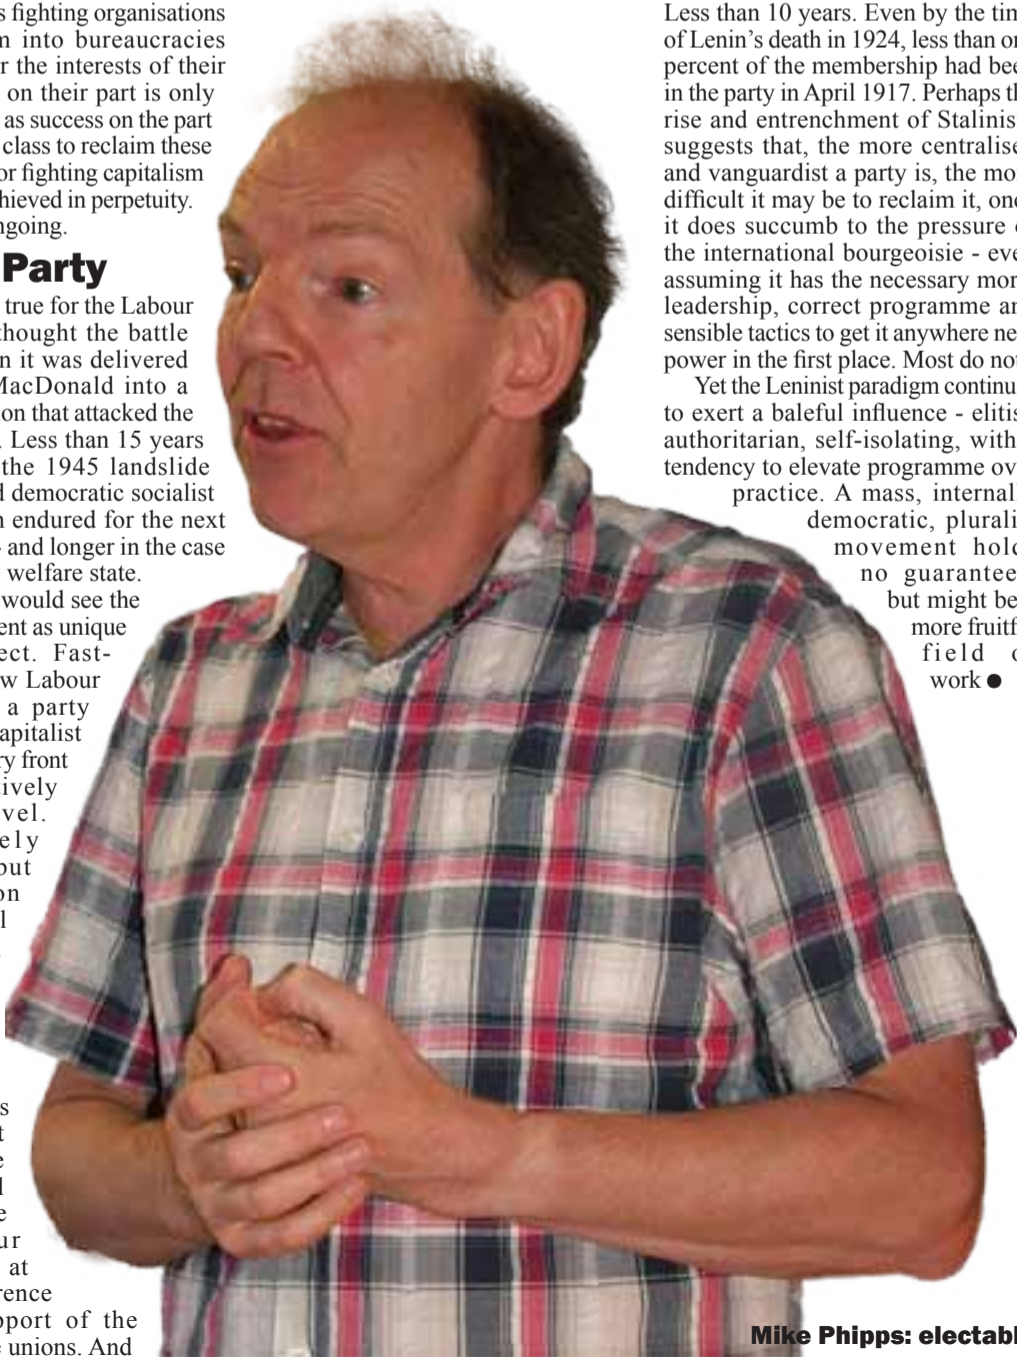 s fighting organisations
m into bureaucracies
r the interests of their
on their part is only
as success on the part
class to reclaim these
or fighting capitalism
hieved in perpetuity.
ngoing.
Party
true for the Labour
thought the battle
n it was delivered
MacDonald into a
ion that attacked the
. Less than 15 years
the 1945 landslide
d democratic socialist
n endured for the next
- and longer in the case
welfare state.
would see the
ent as unique
ect. Fast-
w Labour
a party
apitalist
ry front
tively
vel.
ely
but
on
l
s
t
e
l
e
ur
at
rence
pport of the
e unions. And
Less than 10 years. Even by the tim
of Lenin’s death in 1924, less than on
percent of the membership had bee
in the party in April 1917. Perhaps th
rise and entrenchment of Stalinis
suggests that, the more centralise
and vanguardist a party is, the mor
difficult it may be to reclaim it, onc
it does succumb to the pressure o
the international bourgeoisie - eve
assuming it has the necessary mor
leadership, correct programme an
sensible tactics to get it anywhere nea
power in the first place. Most do not
Yet the Leninist paradigm continu
to exert a baleful influence - elitis
authoritarian, self-isolating, with
tendency to elevate programme ov
practice. A mass, internal
democratic, plurali
movement hold
no guarantee
but might be
more fruitf
field o
work ●
Mike Phipps: electabl